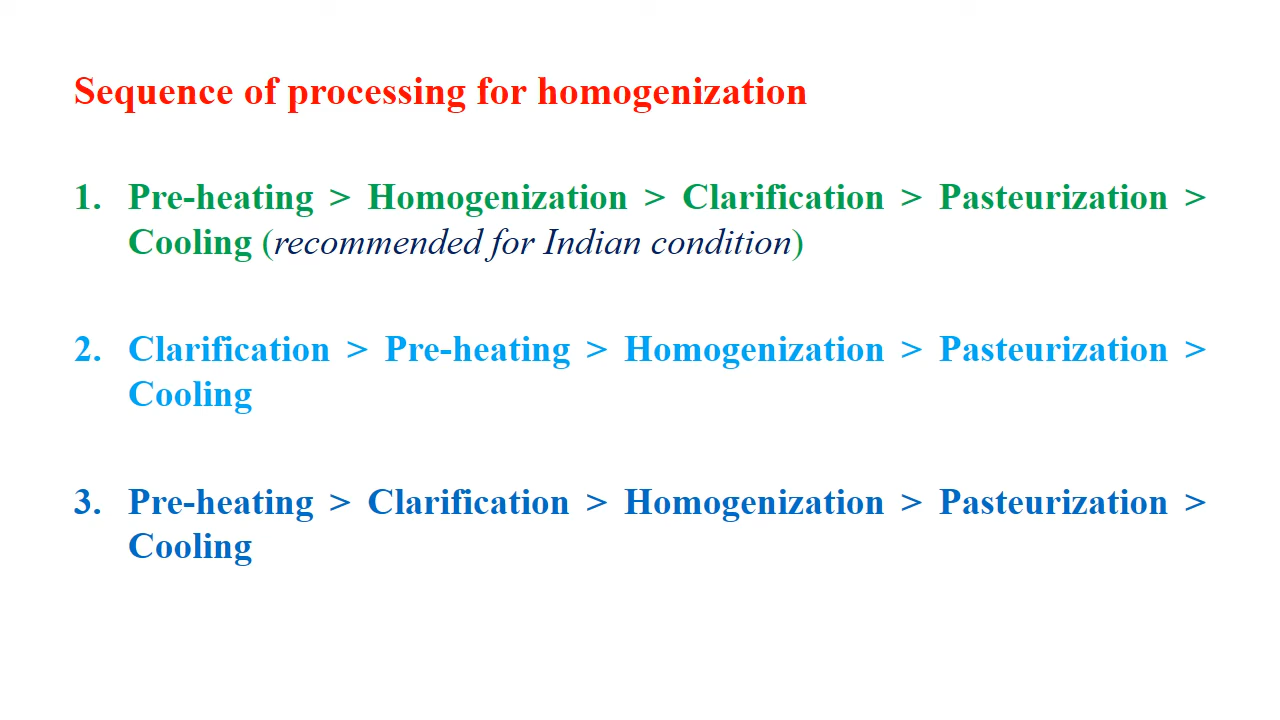 Sequence of processing for homogenization
1. Pre-heating > Homogenization > Clarification > Pasteurization >
Cooling (recommended for Indian condition)
2. Clarification > Pre-heating > Homogenization > Pasteurization >
Cooling
3. Pre-heating > Clarification > Homogenization > Pasteurization >
Cooling